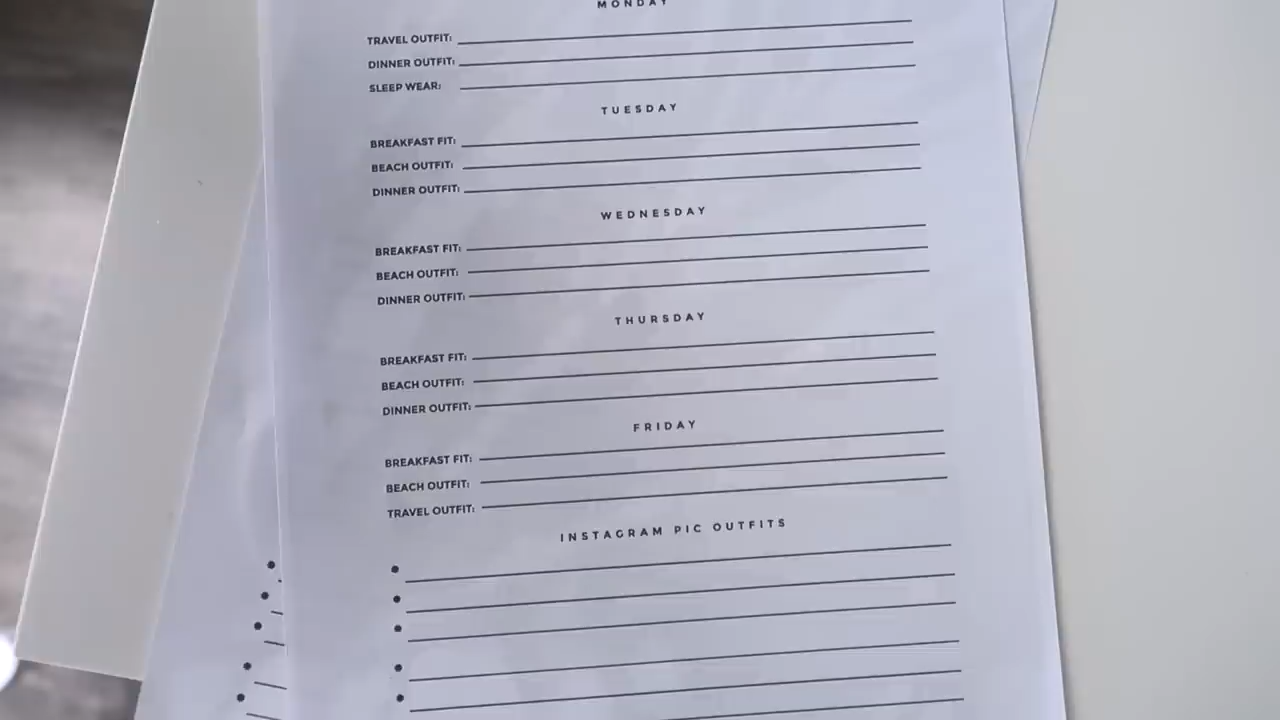 MONDAY
TRAVEL OUTFIT:
DINNER OUTFIT:
SLEEP WEAR:
TUESDAY
BREAKFAST FIT:
BEACH OUTFIT:
DINNER OUTFIT:
WEDNESDAY
BREAKFAST FIT:
BEACH OUTFIT:
DINNER OUTFIT:
THURSDAY
BREAKFAST FIT:
BEACH OUTFIT:
DINNER OUTFIT:
FRIDAY
BREAKFAST FIT:
BEACH OUTFIT:
TRAVEL OUTFIT:
INSTAGRAM PIC OUTFITS